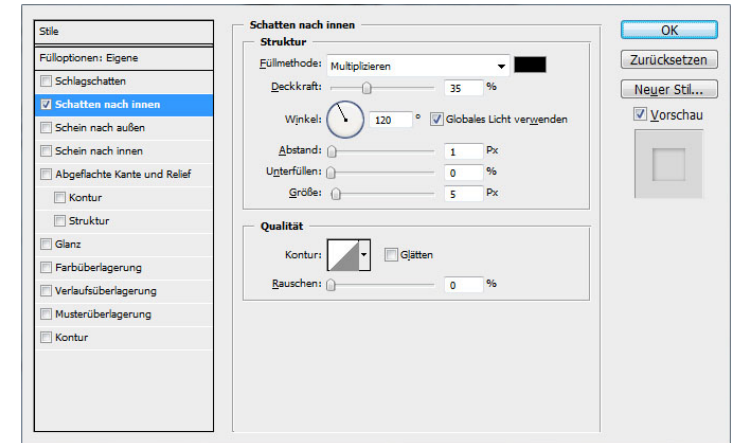 Stile
Fülloptionen: Eigene
Schlagschatten
Schatten nach innen
Schein nach außen
Schein nach innen
Abgeflachte Kante und Relief
Kontur
Struktur
Glanz
Farbüberlagerung
Verlaufsüberlagerung
Musterüberlagerung
Kontur
Schatten nach innen
Struktur
Füllmethode: Multiplizieren
Deckkraft: 35 %
Winkel: 120 ° Globales Licht verwenden
Abstand: 1 Px
Unterfüllen: 0 %
Größe: 5 Px
Qualität
Kontur: Glätten
Rauschen: 0 %
OK
Zurücksetzen
Neuer Stil...
Vorschau